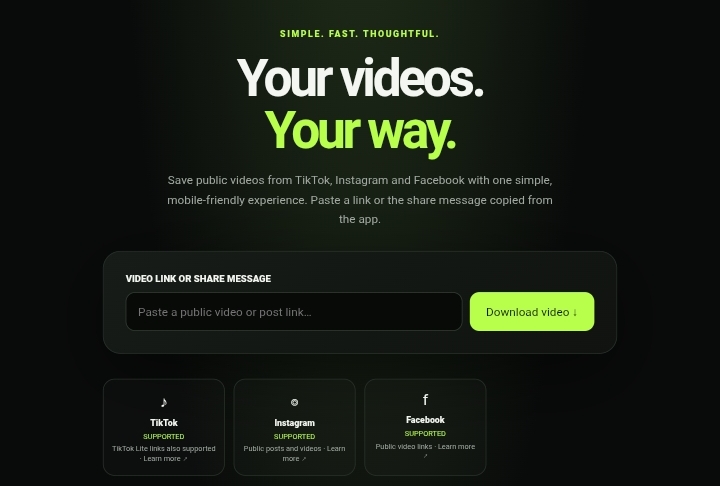 SIMPLE. FAST. THOUGHTFUL.
Your videos.
Your way.
Save public videos from TikTok, Instagram and Facebook with one simple,
mobile-friendly experience. Paste a link or the share message copied from
the app.
VIDEO LINK OR SHARE MESSAGE
Paste a public video or post link...
Download video ↓
♪
TikTok
SUPPORTED
TikTok Lite links also supported
· Learn more ↗
⌾
Instagram
SUPPORTED
Public posts and videos · Learn
more ↗
f
Facebook
SUPPORTED
Public video links · Learn more
↗